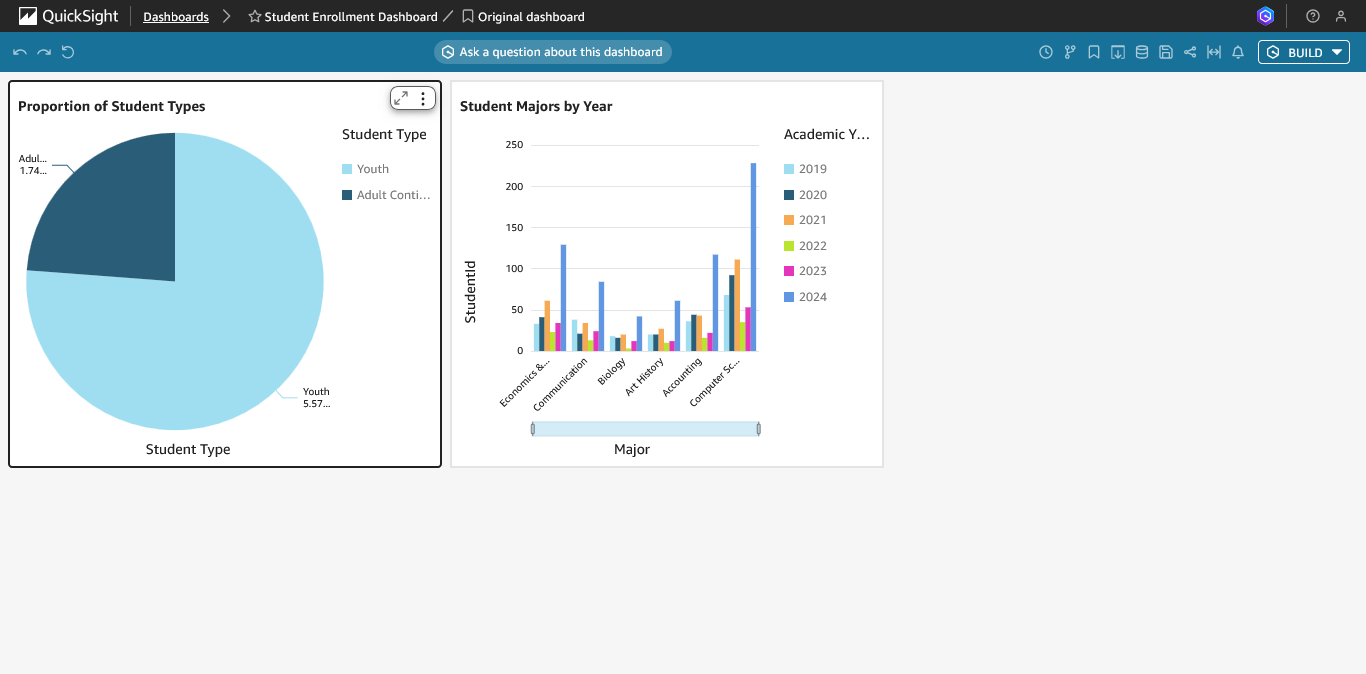 QuickSight Dashboards Student Enrollment Dashboard Original dashboard
Ask a question about this dashboard
BUILD
Proportion of Student Types
Student Type
Youth
Adult Conti...
Adul...
1.74...
Youth
5.57...
Student Type
Student Majors by Year
StudentId
250
200
150
100
50
0
Economics &...
Communication
Biology
Art History
Accounting
Computer Sc...
Major
Academic Y...
2019
2020
2021
2022
2023
2024